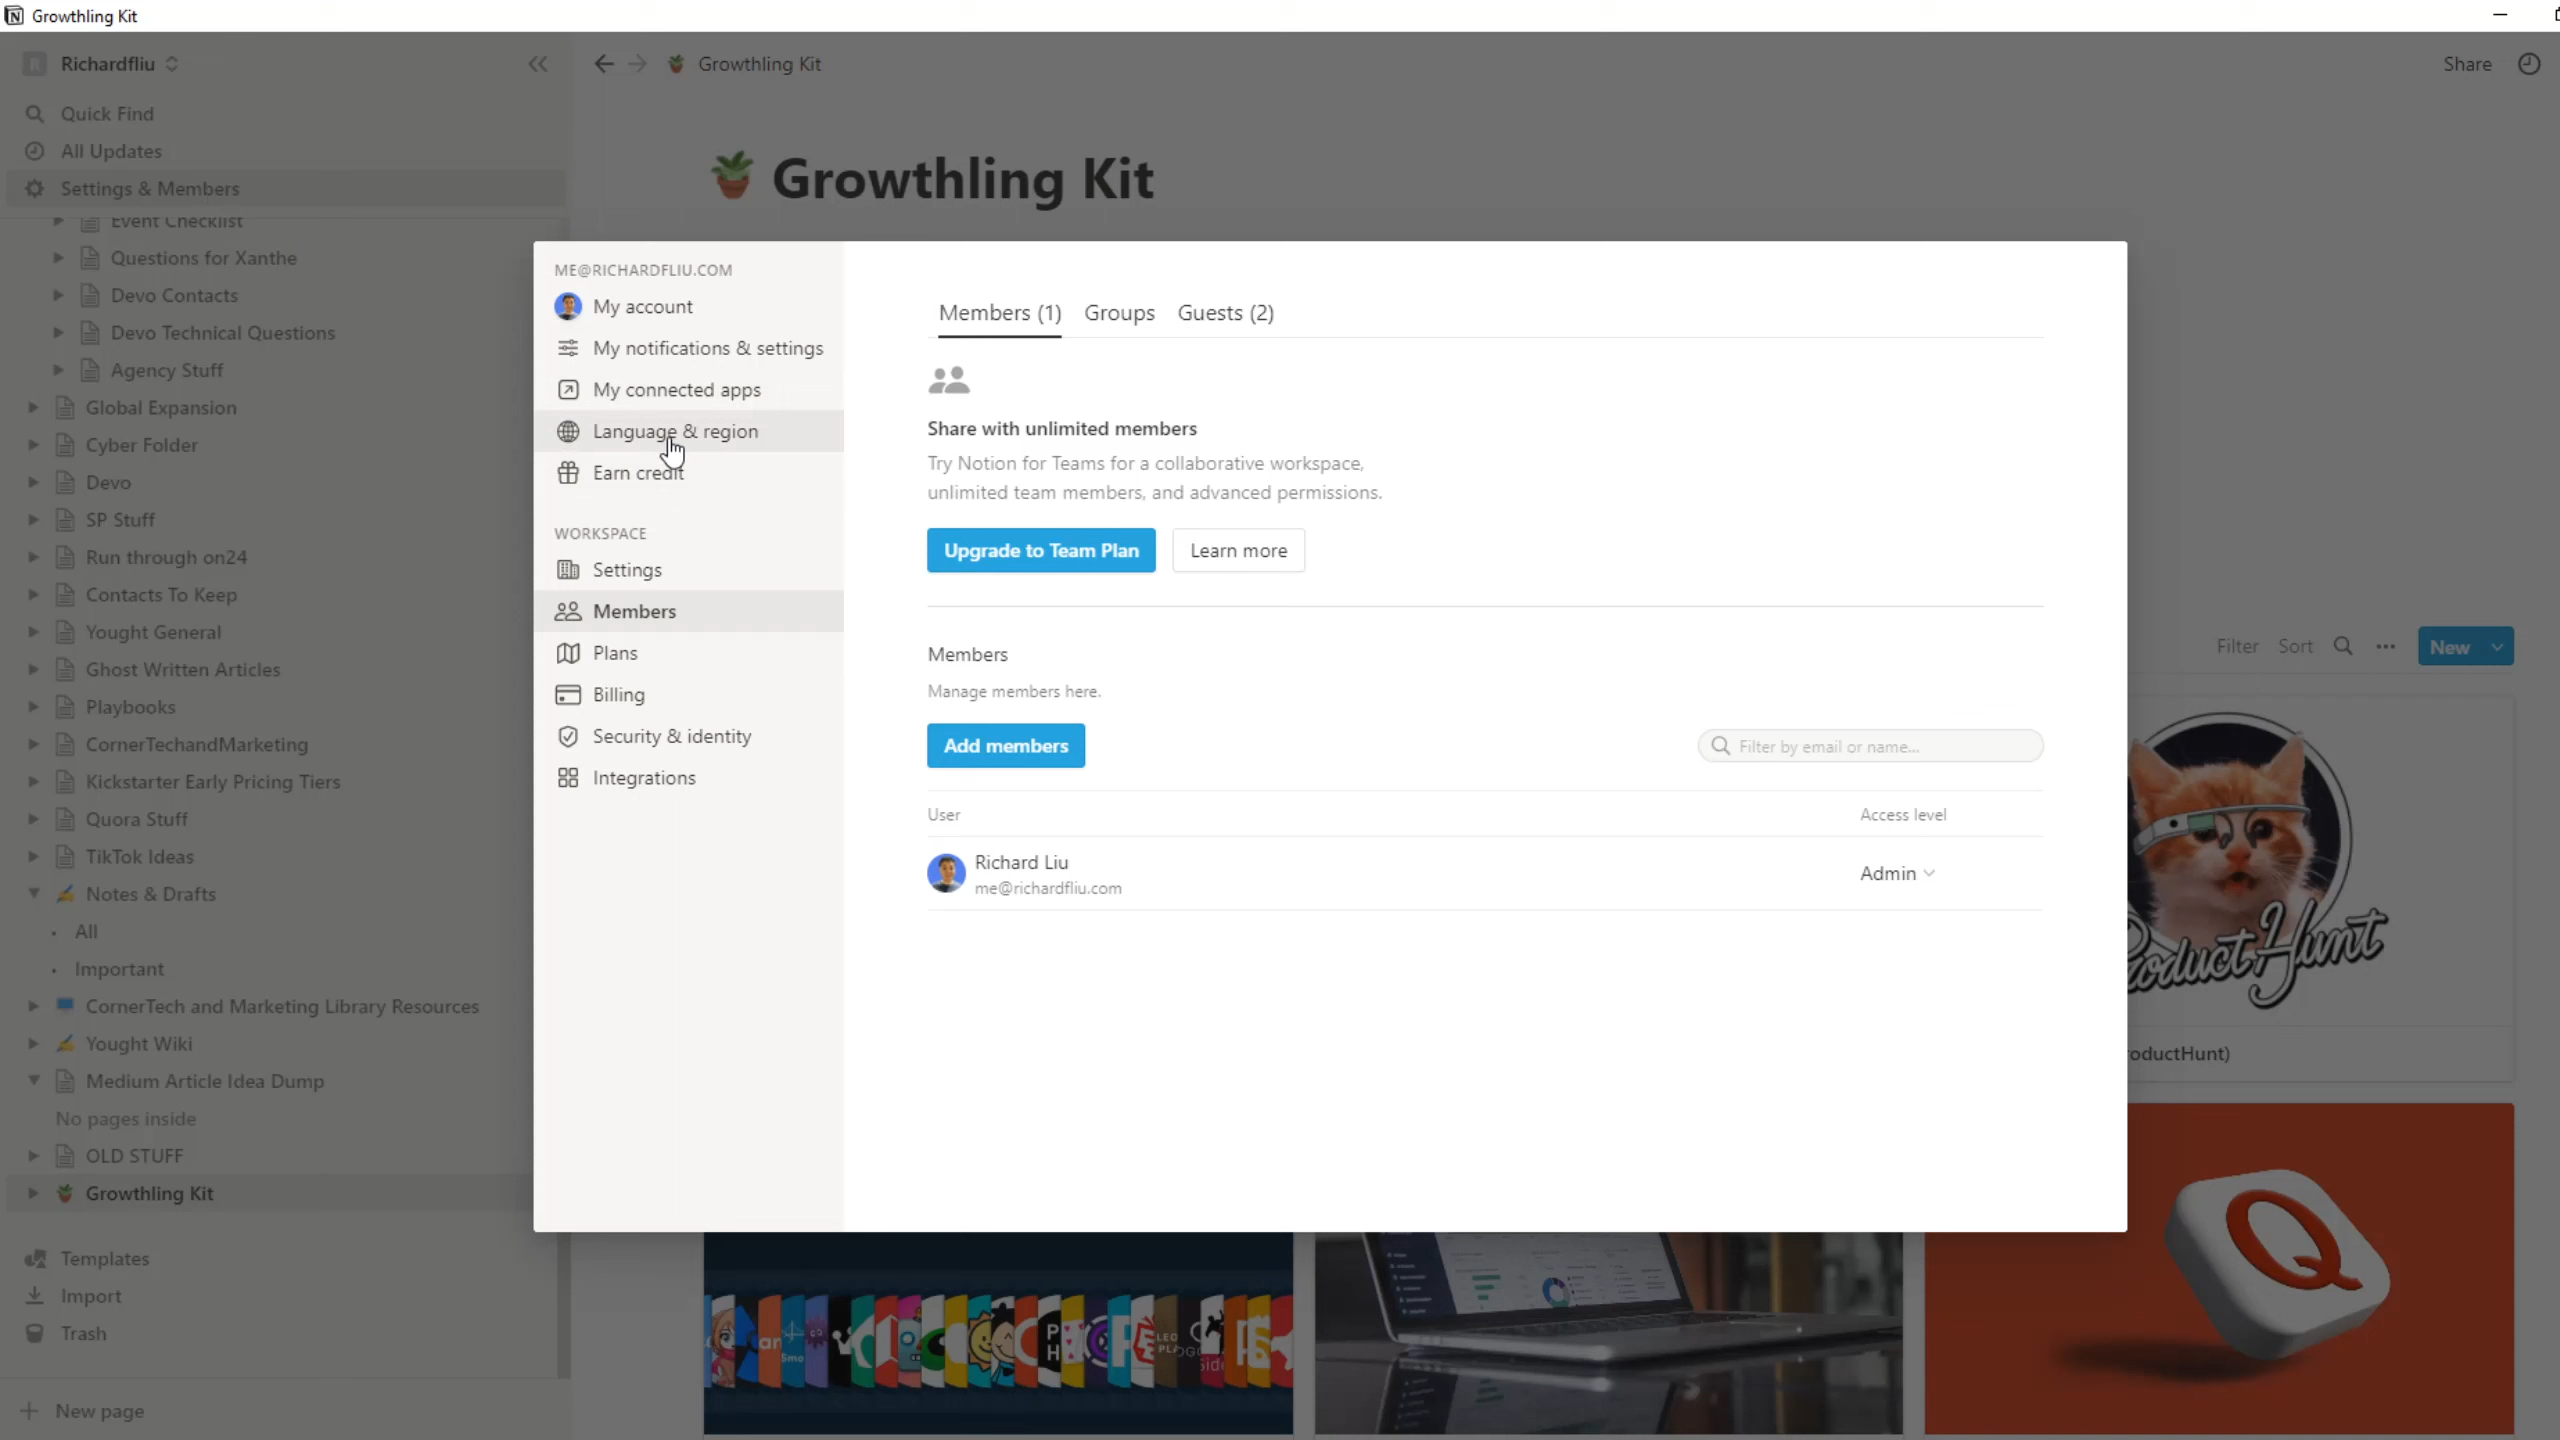 Growthling Kit
Richardfliu
Growthling Kit
Share
Quick Find
All Updates
Settings & Members
Event Checklist
Questions for Xanthe
Devo Contacts
Devo Technical Questions
Agency Stuff
Global Expansion
Cyber Folder
Devo
SP Stuff
Run through on24
Contacts To Keep
Yought General
Ghost Written Articles
Playbooks
CornerTechandMarketing
Kickstarter Early Pricing Tiers
Quora Stuff
TikTok Ideas
Notes & Drafts
All
Important
CornerTech and Marketing Library Resources
Yought Wiki
Medium Article Idea Dump
No pages inside
OLD STUFF
Growthling Kit
Templates
Import
Trash
New page
Growthling Kit
ME@RICHARDFLIU.COM
My account
My notifications & settings
My connected apps
Language & region
Earn credit
WORKSPACE
Settings
Members
Plans
Billing
Security & identity
Integrations
Members (1) Groups Guests (2)
Share with unlimited members
Try Notion for Teams for a collaborative workspace,
unlimited team members, and advanced permissions.
Upgrade to Team Plan
Learn more
Members
Manage members here.
Add members
Filter by email or name...
User
Access level
Richard Liu
me@richardfliu.com
Admin
Filter Sort
New
oduct Hunt
oductHunt)
Q